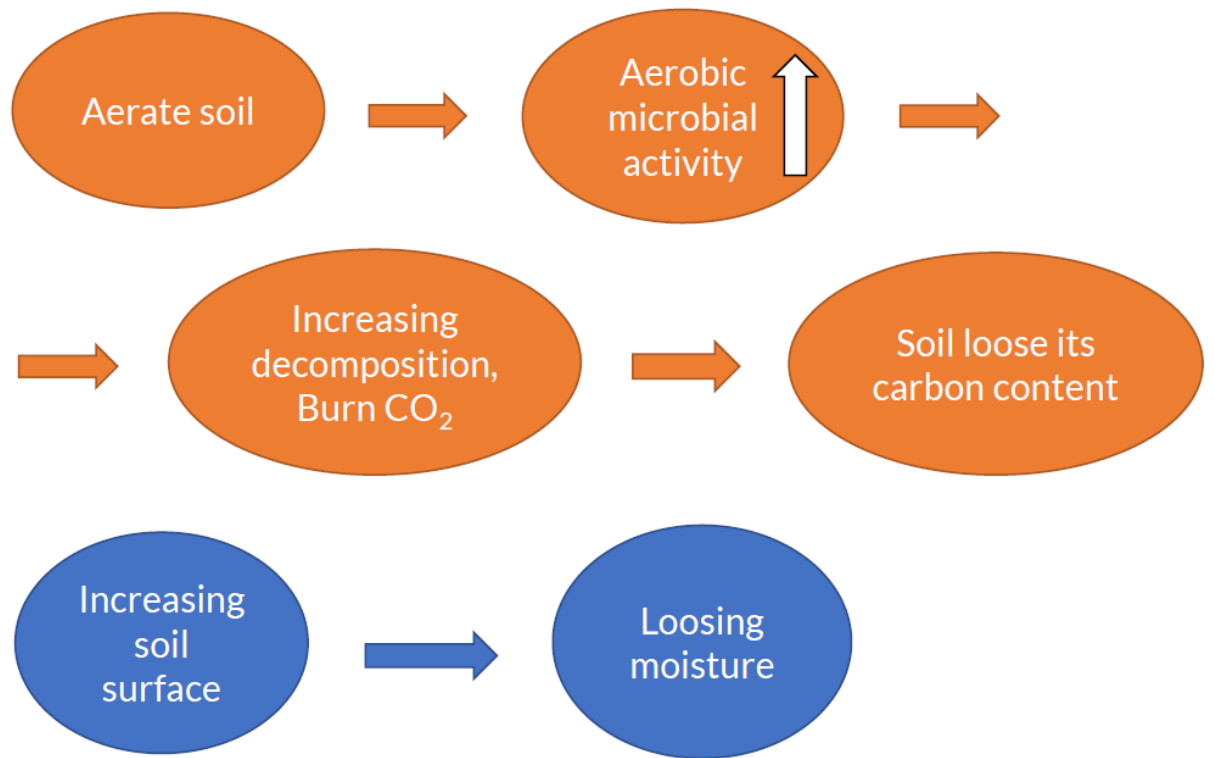 Aerate soil
Aerobic
microbial
activity
Increasing
decomposition,
Burn CO₂
Soil loose its
carbon content
Increasing
soil
surface
Loosing
moisture